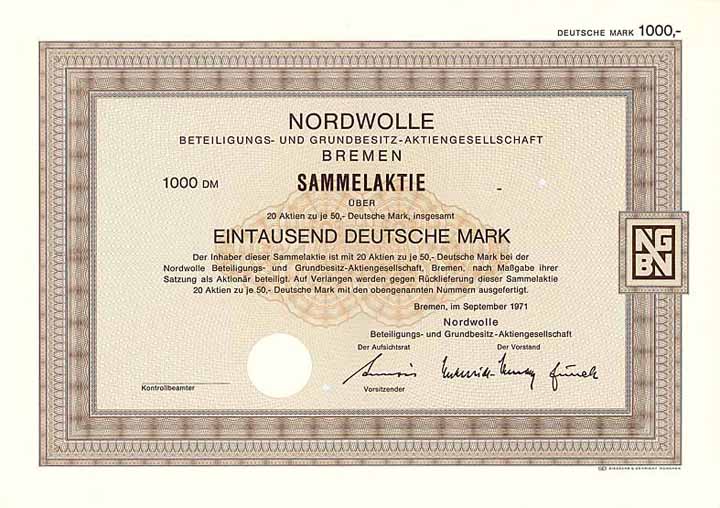 DEUTSCHE MARK 1000,-
NORDWOLLE
BETEILIGUNGS- UND GRUNDBESITZ-AKTIENGESELLSCHAFT
BREMEN
1000 DM SAMMELAKTIE -
ÜBER
20 Aktien zu je 50,- Deutsche Mark, insgesamt
EINTAUSEND DEUTSCHE MARK
Der Inhaber dieser Sammelaktie ist mit 20 Aktien zu je 50,- Deutsche Mark bei der
Nordwolle Beteiligungs- und Grundbesitz-Aktiengesellschaft, Bremen, nach Maßgabe ihrer
Satzung als Aktionär beteiligt. Auf Verlangen werden gegen Rücklieferung dieser Sammelaktie
20 Aktien zu je 50,- Deutsche Mark mit den obengenannten Nummern ausgefertigt.
Bremen, im September 1971
Nordwolle
Beteiligungs- und Grundbesitz-Aktiengesellschaft
Der Aufsichtsrat Der Vorstand
Vorsitzender
Kontrollbeamter
NG
BN
GIESECKE & DEVRIENT MÜNCHEN